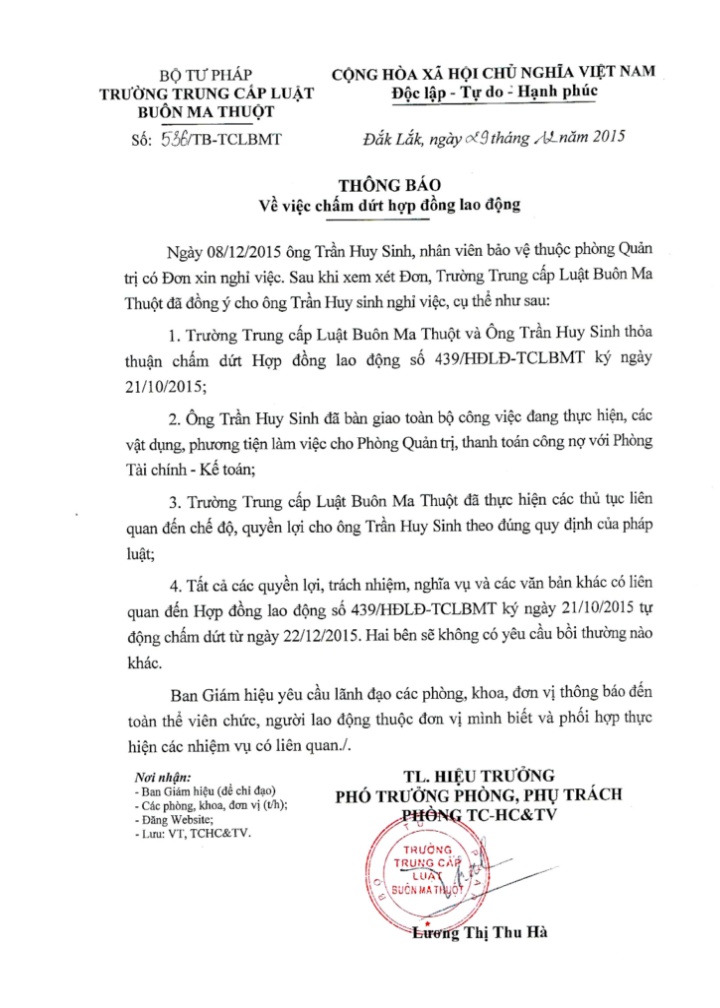 BỘ TƯ PHÁP
TRƯỜNG TRUNG CẤP LUẬT
BUÔN MA THUỘT
Số: 536/TB-TCLBMT
CỘNG HÒA XÃ HỘI CHỦ NGHĨA VIỆT NAM
Độc lập - Tự do - Hạnh phúc
Đắk Lắk, ngày 29 tháng 12 năm 2015
THÔNG BÁO
Về việc chấm dứt hợp đồng lao động
Ngày 08/12/2015 ông Trần Huy Sinh, nhân viên bảo vệ thuộc phòng Quản
trị có Đơn xin nghỉ việc. Sau khi xem xét Đơn, Trường Trung cấp Luật Buôn Ma
Thuột đã đồng ý cho ông Trần Huy sinh nghỉ việc, cụ thể như sau:
1. Trường Trung cấp Luật Buôn Ma Thuột và Ông Trần Huy Sinh thỏa
thuận chấm dứt Hợp đồng lao động số 439/HĐLĐ-TCLBMT ký ngày
21/10/2015;
2. Ông Trần Huy Sinh đã bàn giao toàn bộ công việc đang thực hiện, các
vật dụng, phương tiện làm việc cho Phòng Quản trị, thanh toán công nợ với Phòng
Tài chính - Kế toán;
3. Trường Trung cấp Luật Buôn Ma Thuột đã thực hiện các thủ tục liên
quan đến chế độ, quyền lợi cho ông Trần Huy Sinh theo đúng quy định của pháp
luật;
4. Tất cả các quyền lợi, trách nhiệm, nghĩa vụ và các văn bản khác có liên
quan đến Hợp đồng lao động số 439/HĐLĐ-TCLBMT ký ngày 21/10/2015 tự
động chấm dứt từ ngày 22/12/2015. Hai bên sẽ không có yêu cầu bồi thường nào
khác.
Ban Giám hiệu yêu cầu lãnh đạo các phòng, khoa, đơn vị thông báo đến
toàn thể viên chức, người lao động thuộc đơn vị mình biết và phối hợp thực
hiện các nhiệm vụ có liên quan./.
Nơi nhận:
- Ban Giám hiệu (để chỉ đạo)
- Các phòng, khoa, đơn vị (t/h);
- Đăng Website;
- Lưu: VT, TCHC&TV.
TL. HIỆU TRƯỞNG
PHÓ TRƯỞNG PHÒNG, PHỤ TRÁCH
PHÒNG TC-HC&TV
BỘ TƯ PHÁP
TRƯỜNG
TRUNG CẤP
LUẬT
BUÔN MA THUỘT
Lương Thị Thu Hà